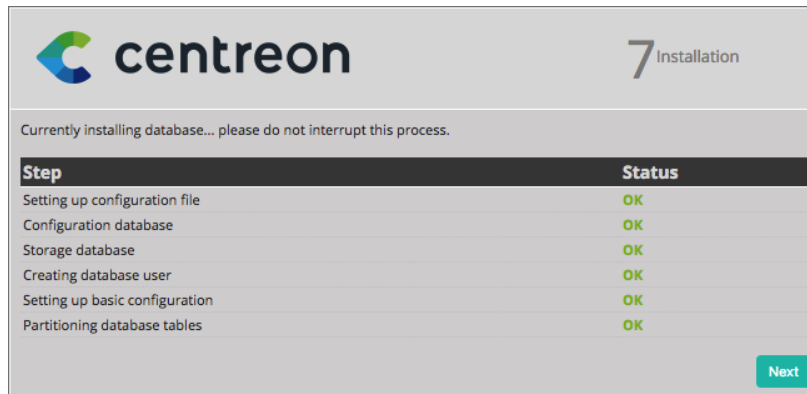 centreon
7 Installation
Currently installing database... please do not interrupt this process.
Step Status
Setting up configuration file OK
Configuration database OK
Storage database OK
Creating database user OK
Setting up basic configuration OK
Partitioning database tables OK
Next